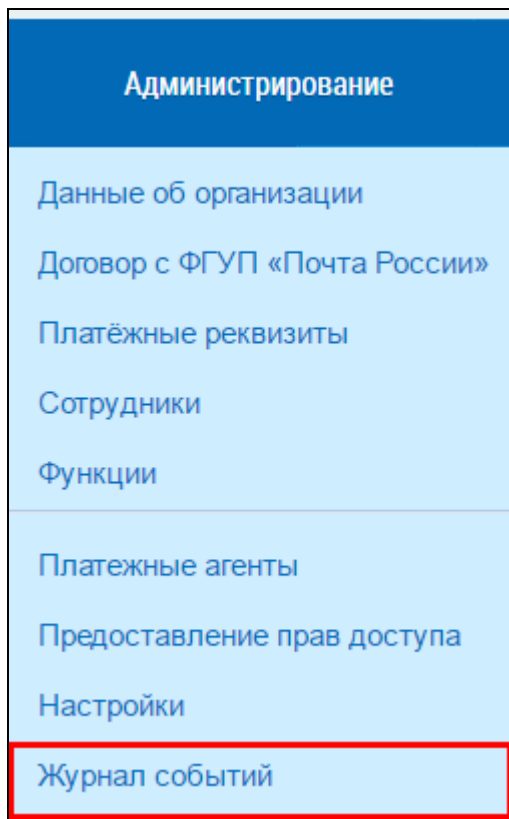 Администрирование
Данные об организации
Договор с ФГУП «Почта России»
Платёжные реквизиты
Сотрудники
Функции
Платежные агенты
Предоставление прав доступа
Настройки
Журнал событий